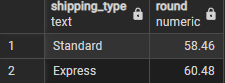 shipping_type round
text numeric
1 Standard 58.46
2 Express 60.48